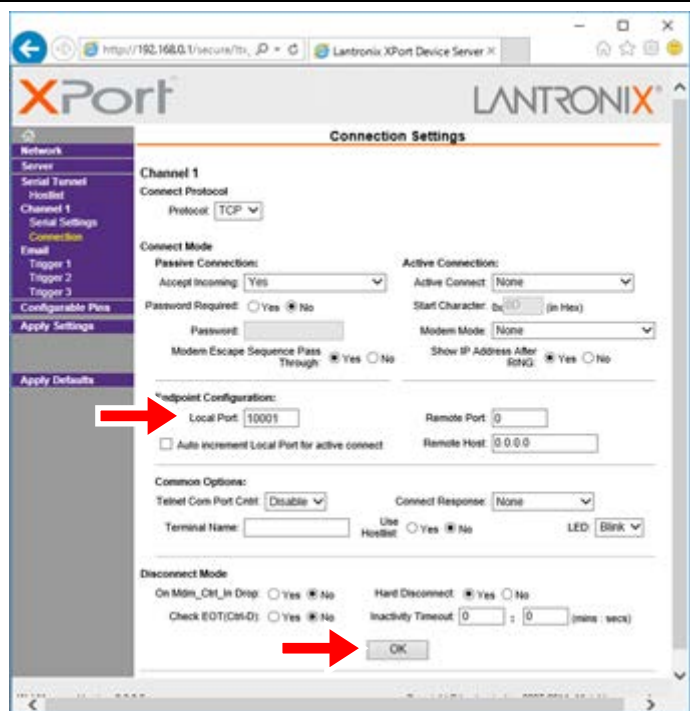 http://192.168.0.1/secure/ltx_
Lantronix XPort Device Server
XPort
LANTRONIX®
Connection Settings
Network
Server
Serial Tunnel
Hostlist
Channel 1
Serial Settings
Connection
Email
Trigger 1
Trigger 2
Trigger 3
Configurable Pins
Apply Settings
Apply Defaults
Channel 1
Connect Protocol
Protocol: TCP
Connect Mode
Passive Connection: Active Connection:
Accept Incoming: Yes Active Connect: None
Password Required: Yes No Start Character: 0x 0D (in Hex)
Password: Modem Mode: None
Modem Escape Sequence Pass Through: Yes No Show IP Address After RING: Yes No
Endpoint Configuration:
Local Port: 10001 Remote Port: 0
Auto increment Local Port for active connect Remote Host: 0.0.0.0
Common Options:
Telnet Com Port Cntrl: Disable Connect Response: None
Terminal Name: Use Hostlist: Yes No LED: Blink
Disconnect Mode
On Mdm_Ctrl_In Drop: Yes No Hard Disconnect: Yes No
Check EOT(Ctrl-D): Yes No Inactivity Timeout: 0 : 0 (mins : secs)
OK